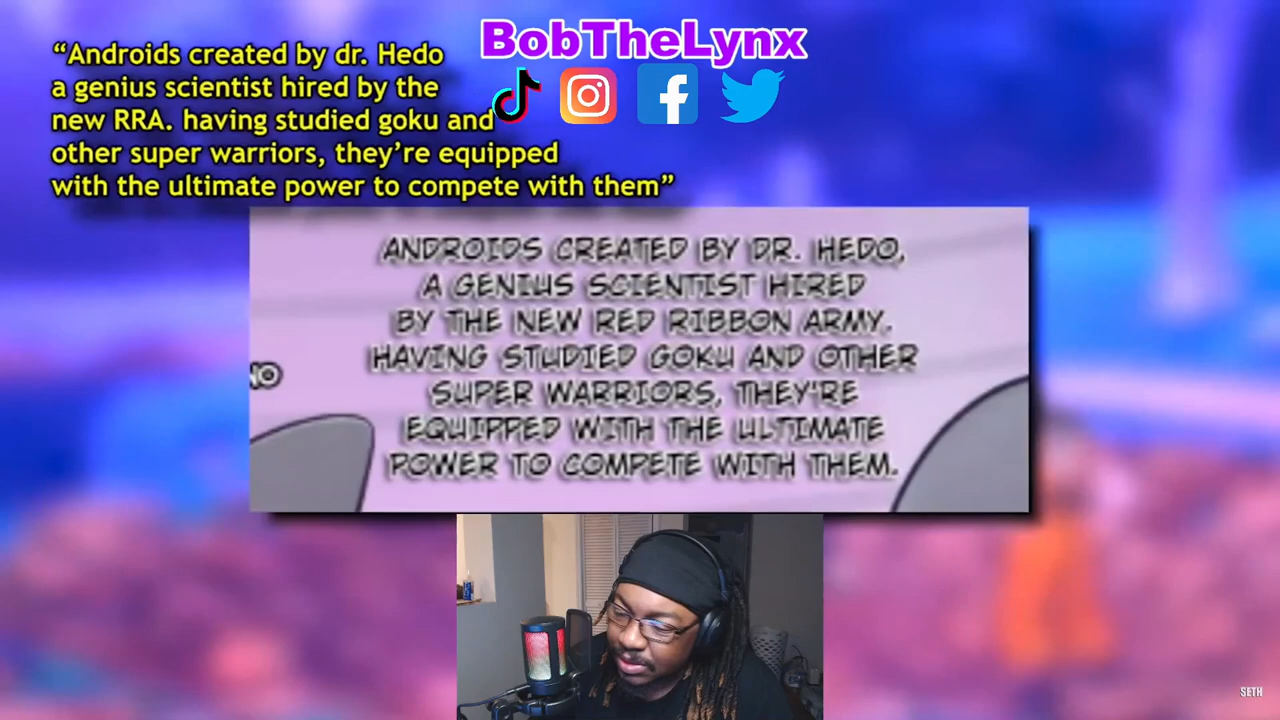 BobTheLynx
“Androids created by dr. Hedo
a genius scientist hired by the
new RRA. having studied goku and
other super warriors, they’re equipped
with the ultimate power to compete with them”
ANDROIDS CREATED BY DR. HEDO,
A GENIUS SCIENTIST HIRED
BY THE NEW RED RIBBON ARMY.
HAVING STUDIED GOKU AND OTHER
SUPER WARRIORS, THEY'RE
EQUIPPED WITH THE ULTIMATE
POWER TO COMPETE WITH THEM.
NO
SETH